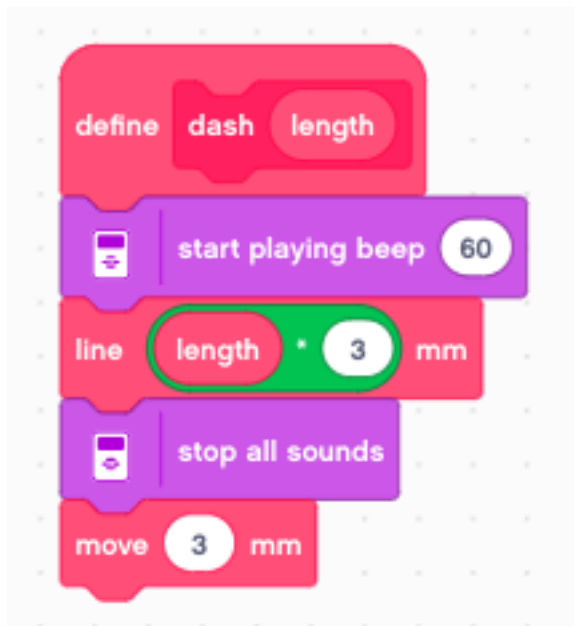 define dash length
start playing beep 60
line length * 3 mm
stop all sounds
move 3 mm